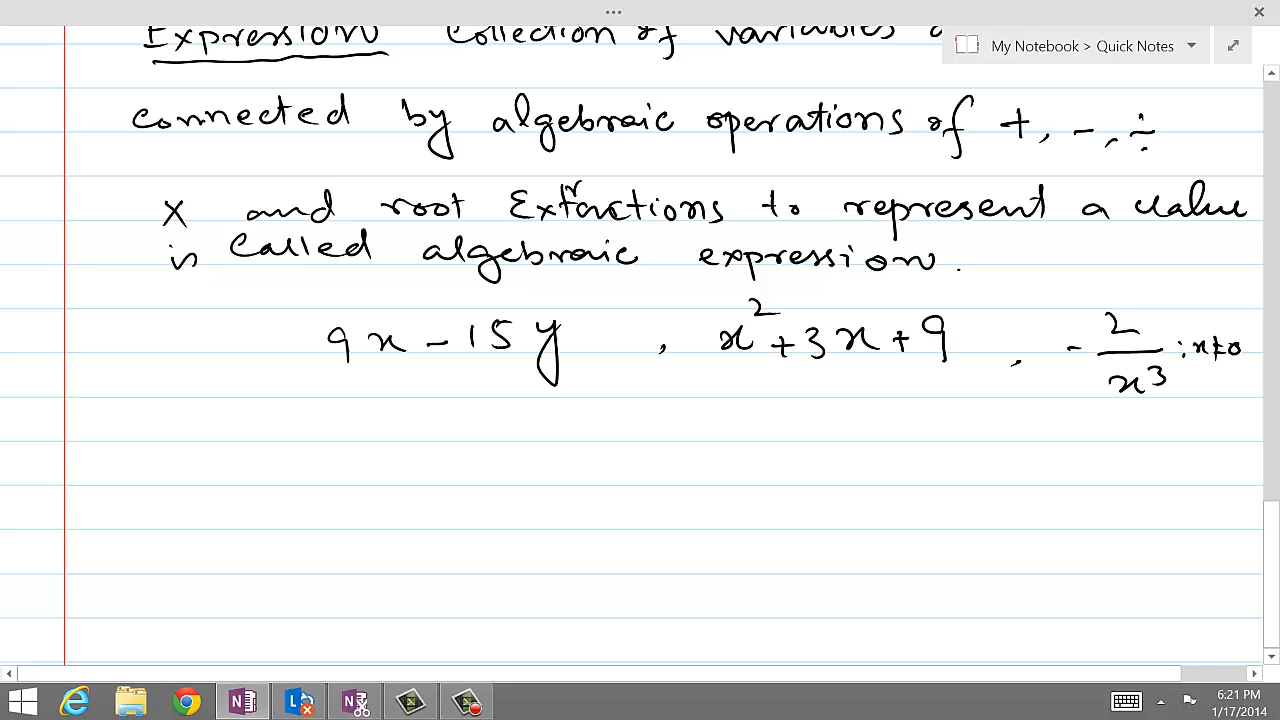 ...
×
My Notebook > Quick Notes
Expression Collection of variables
connected by algebraic operations of +, -, ÷
x and root Extractions to represent a value
is called algebraic expression.
9x - 15y , x² + 3x + 9 , - 2/x³ ; x≠0
6:21 PM
1/17/2014